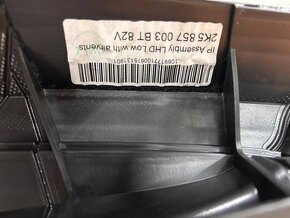 2K5 857 003 BT 82V
IP Assembly LHD Low with airvents